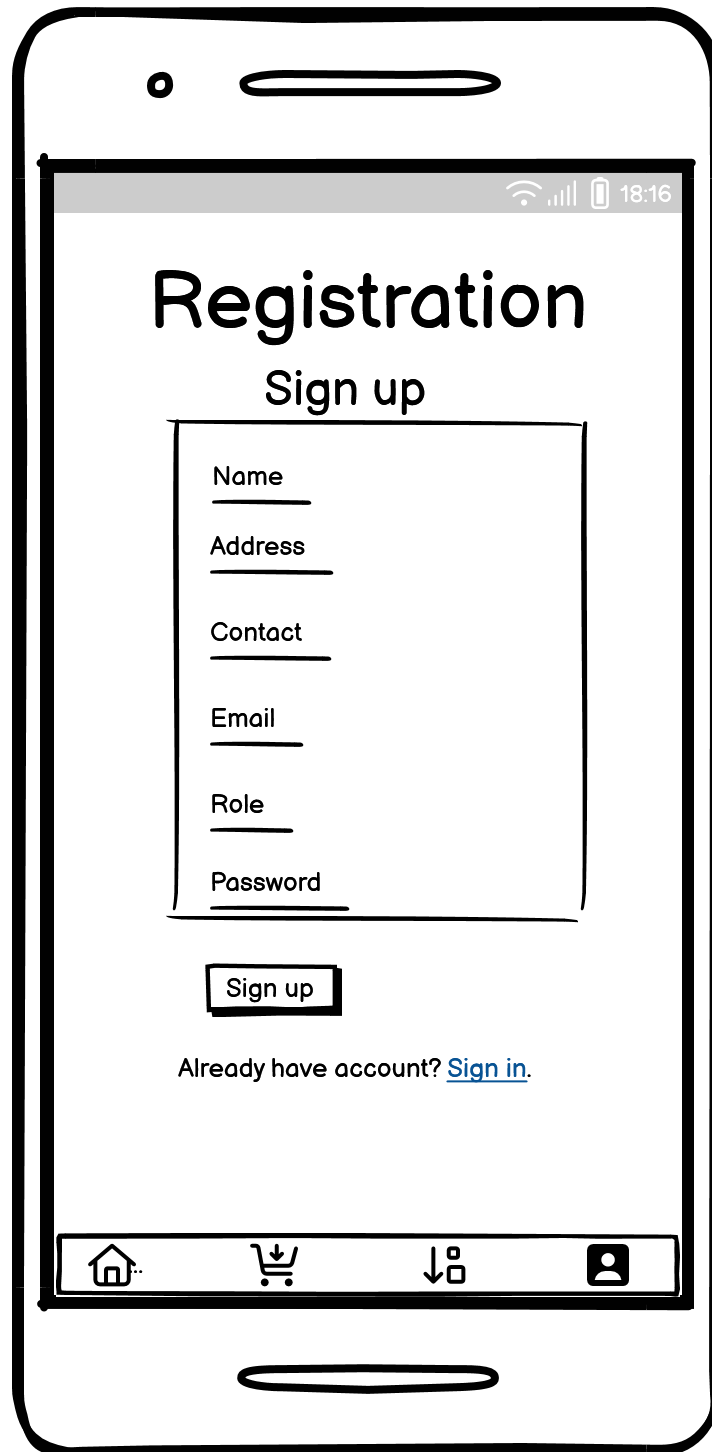 18:16
Registration
Sign up
Name
Address
Contact
Email
Role
Password
Sign up
Already have account? Sign in.
...